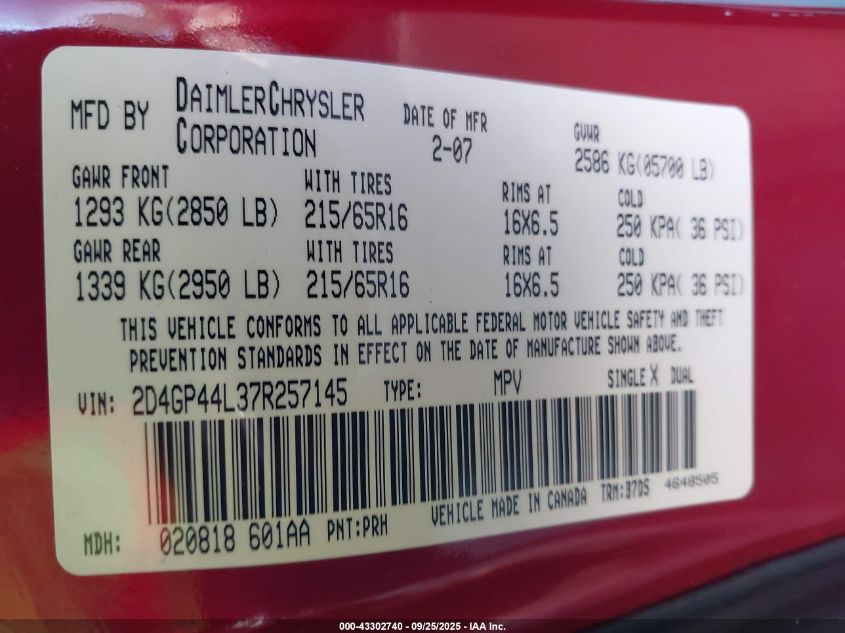 MFD BY DAIMLERCHRYSLER CORPORATION DATE OF MFR 2-07 GVWR 2586 KG(05700 LB)
GAWR FRONT WITH TIRES RIMS AT COLD
1293 KG(2850 LB) 215/65R16 16X6.5 250 KPA( 36 PSI)
GAWR REAR WITH TIRES RIMS AT COLD
1339 KG(2950 LB) 215/65R16 16X6.5 250 KPA( 36 PSI)
THIS VEHICLE CONFORMS TO ALL APPLICABLE FEDERAL MOTOR VEHICLE SAFETY AND THEFT
PREVENTION STANDARDS IN EFFECT ON THE DATE OF MANUFACTURE SHOWN ABOVE.
VIN: 2D4GP44L37R257145 TYPE: MPV SINGLE X DUAL
MDH: 020818 601AA PNT:PRH VEHICLE MADE IN CANADA TRM:B7D5 4648505
000-43302740 - 09/25/2025 - IAA Inc.